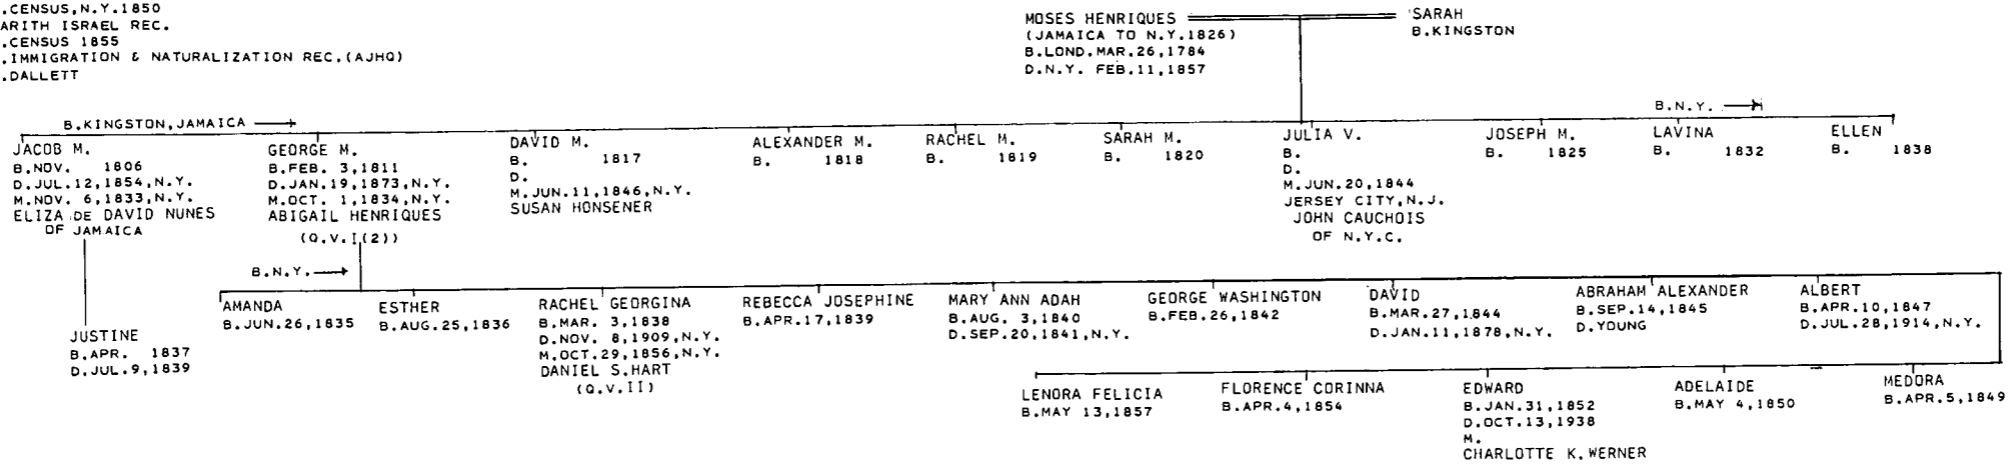 .CENSUS,N.Y.1850
ARITH ISRAEL REC.
.CENSUS 1855
.IMMIGRATION & NATURALIZATION REC.(AJHQ)
.DALLETT
MOSES HENRIQUES
(JAMAICA TO N.Y.1826)
B.LOND.MAR.26,1784
D.N.Y. FEB.11,1857
SARAH
B.KINGSTON
B.KINGSTON,JAMAICA
B.N.Y.
JACOB M.
B.NOV. 1806
D.JUL.12,1854,N.Y.
M.NOV. 6,1833,N.Y.
ELIZA DE DAVID NUNES
OF JAMAICA
GEORGE M.
B.FEB. 3,1811
D.JAN.19,1873,N.Y.
M.OCT. 1,1834,N.Y.
ABIGAIL HENRIQUES
(Q.V.I(2))
DAVID M.
B. 1817
D.
M.JUN.11,1846,N.Y.
SUSAN HONSENER
ALEXANDER M.
B. 1818
RACHEL M.
B. 1819
SARAH M.
B. 1820
JULIA V.
B.
D.
M.JUN.20,1844
JERSEY CITY,N.J.
JOHN CAUCHOIS
OF N.Y.C.
JOSEPH M.
B. 1825
LAVINA
B. 1832
ELLEN
B. 1838
B.N.Y.
JUSTINE
B.APR. 1837
D.JUL.9,1839
AMANDA
B.JUN.26,1835
ESTHER
B.AUG.25,1836
RACHEL GEORGINA
B.MAR. 3,1838
D.NOV. 8,1909,N.Y.
M.OCT.29,1856,N.Y.
DANIEL S.HART
(Q.V.II)
REBECCA JOSEPHINE
B.APR.17,1839
MARY ANN ADAH
B.AUG. 3,1840
D.SEP.20,1841,N.Y.
GEORGE WASHINGTON
B.FEB.26,1842
DAVID
B.MAR.27,1844
D.JAN.11,1878,N.Y.
ABRAHAM ALEXANDER
B.SEP.14,1845
D.YOUNG
ALBERT
B.APR.10,1847
D.JUL.28,1914,N.Y.
LENORA FELICIA
B.MAY 13,1857
FLORENCE CORINNA
B.APR.4,1854
EDWARD
B.JAN.31,1852
D.OCT.13,1938
M.
CHARLOTTE K.WERNER
ADELAIDE
B.MAY 4,1850
MEDORA
B.APR.5,1849